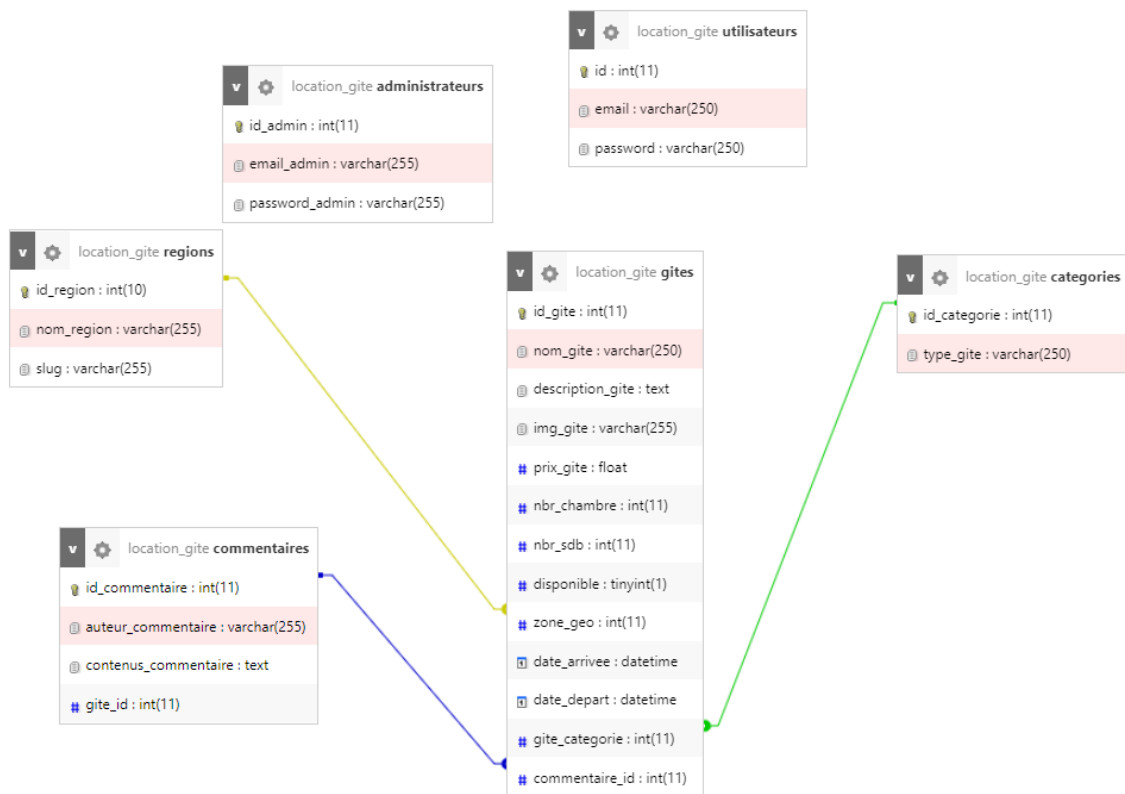 v location_gite utilisateurs
id : int(11)
email : varchar(250)
password : varchar(250)
v location_gite administrateurs
id_admin : int(11)
email_admin : varchar(255)
password_admin : varchar(255)
v location_gite regions
id_region : int(10)
nom_region : varchar(255)
slug : varchar(255)
v location_gite gites
id_gite : int(11)
nom_gite : varchar(250)
description_gite : text
img_gite : varchar(255)
# prix_gite : float
# nbr_chambre : int(11)
# nbr_sdb : int(11)
# disponible : tinyint(1)
# zone_geo : int(11)
date_arrivee : datetime
date_depart : datetime
# gite_categorie : int(11)
# commentaire_id : int(11)
v location_gite categories
id_categorie : int(11)
type_gite : varchar(250)
v location_gite commentaires
id_commentaire : int(11)
auteur_commentaire : varchar(255)
contenus_commentaire : text
# gite_id : int(11)